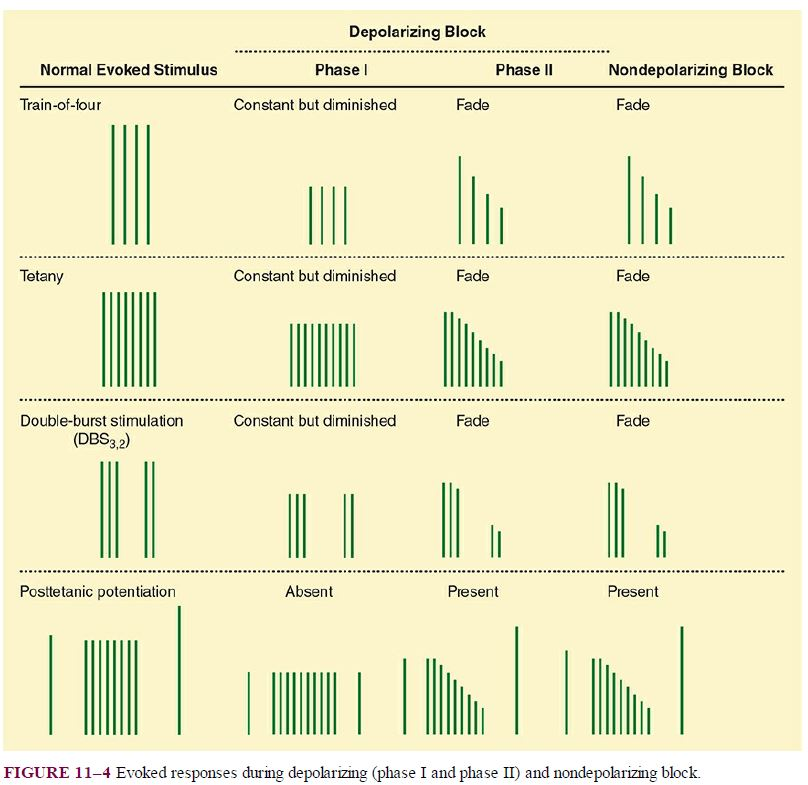 Depolarizing Block
Normal Evoked Stimulus Phase I Phase II Nondepolarizing Block
Train-of-four Constant but diminished Fade Fade
Tetany Constant but diminished Fade Fade
Double-burst stimulation Constant but diminished Fade Fade
(DBS3,2)
Posttetanic potentiation Absent Present Present
FIGURE 11–4 Evoked responses during depolarizing (phase I and phase II) and nondepolarizing block.